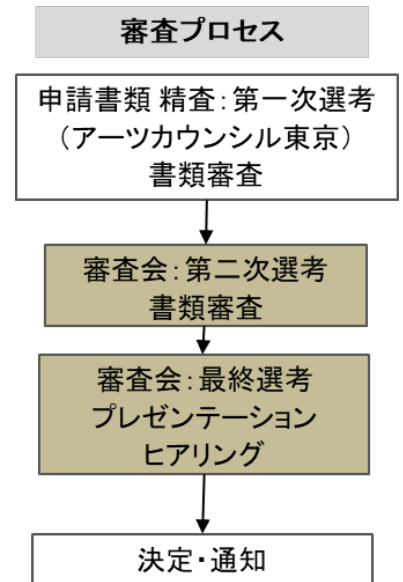 審査プロセス
申請書類 精査：第一次選考
（アーツカウンシル東京）
書類審査
審査会：第二次選考
書類審査
審査会：最終選考
プレゼンテーション
ヒアリング
決定・通知